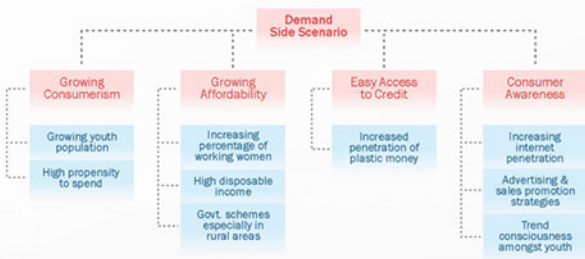 Demand
Side Scenario
Growing
Consumerism
Growing youth
population
High propensity
to spend
Growing
Affordability
Increasing
percentage of
working women
High disposable
income
Govt. schemes
especially in
rural areas
Easy Access
to Credit
Increased
penetration of
plastic money
Consumer
Awareness
Increasing
internet
penetration
Advertising &
sales promotion
strategies
Trend
consciousness
amongst youth